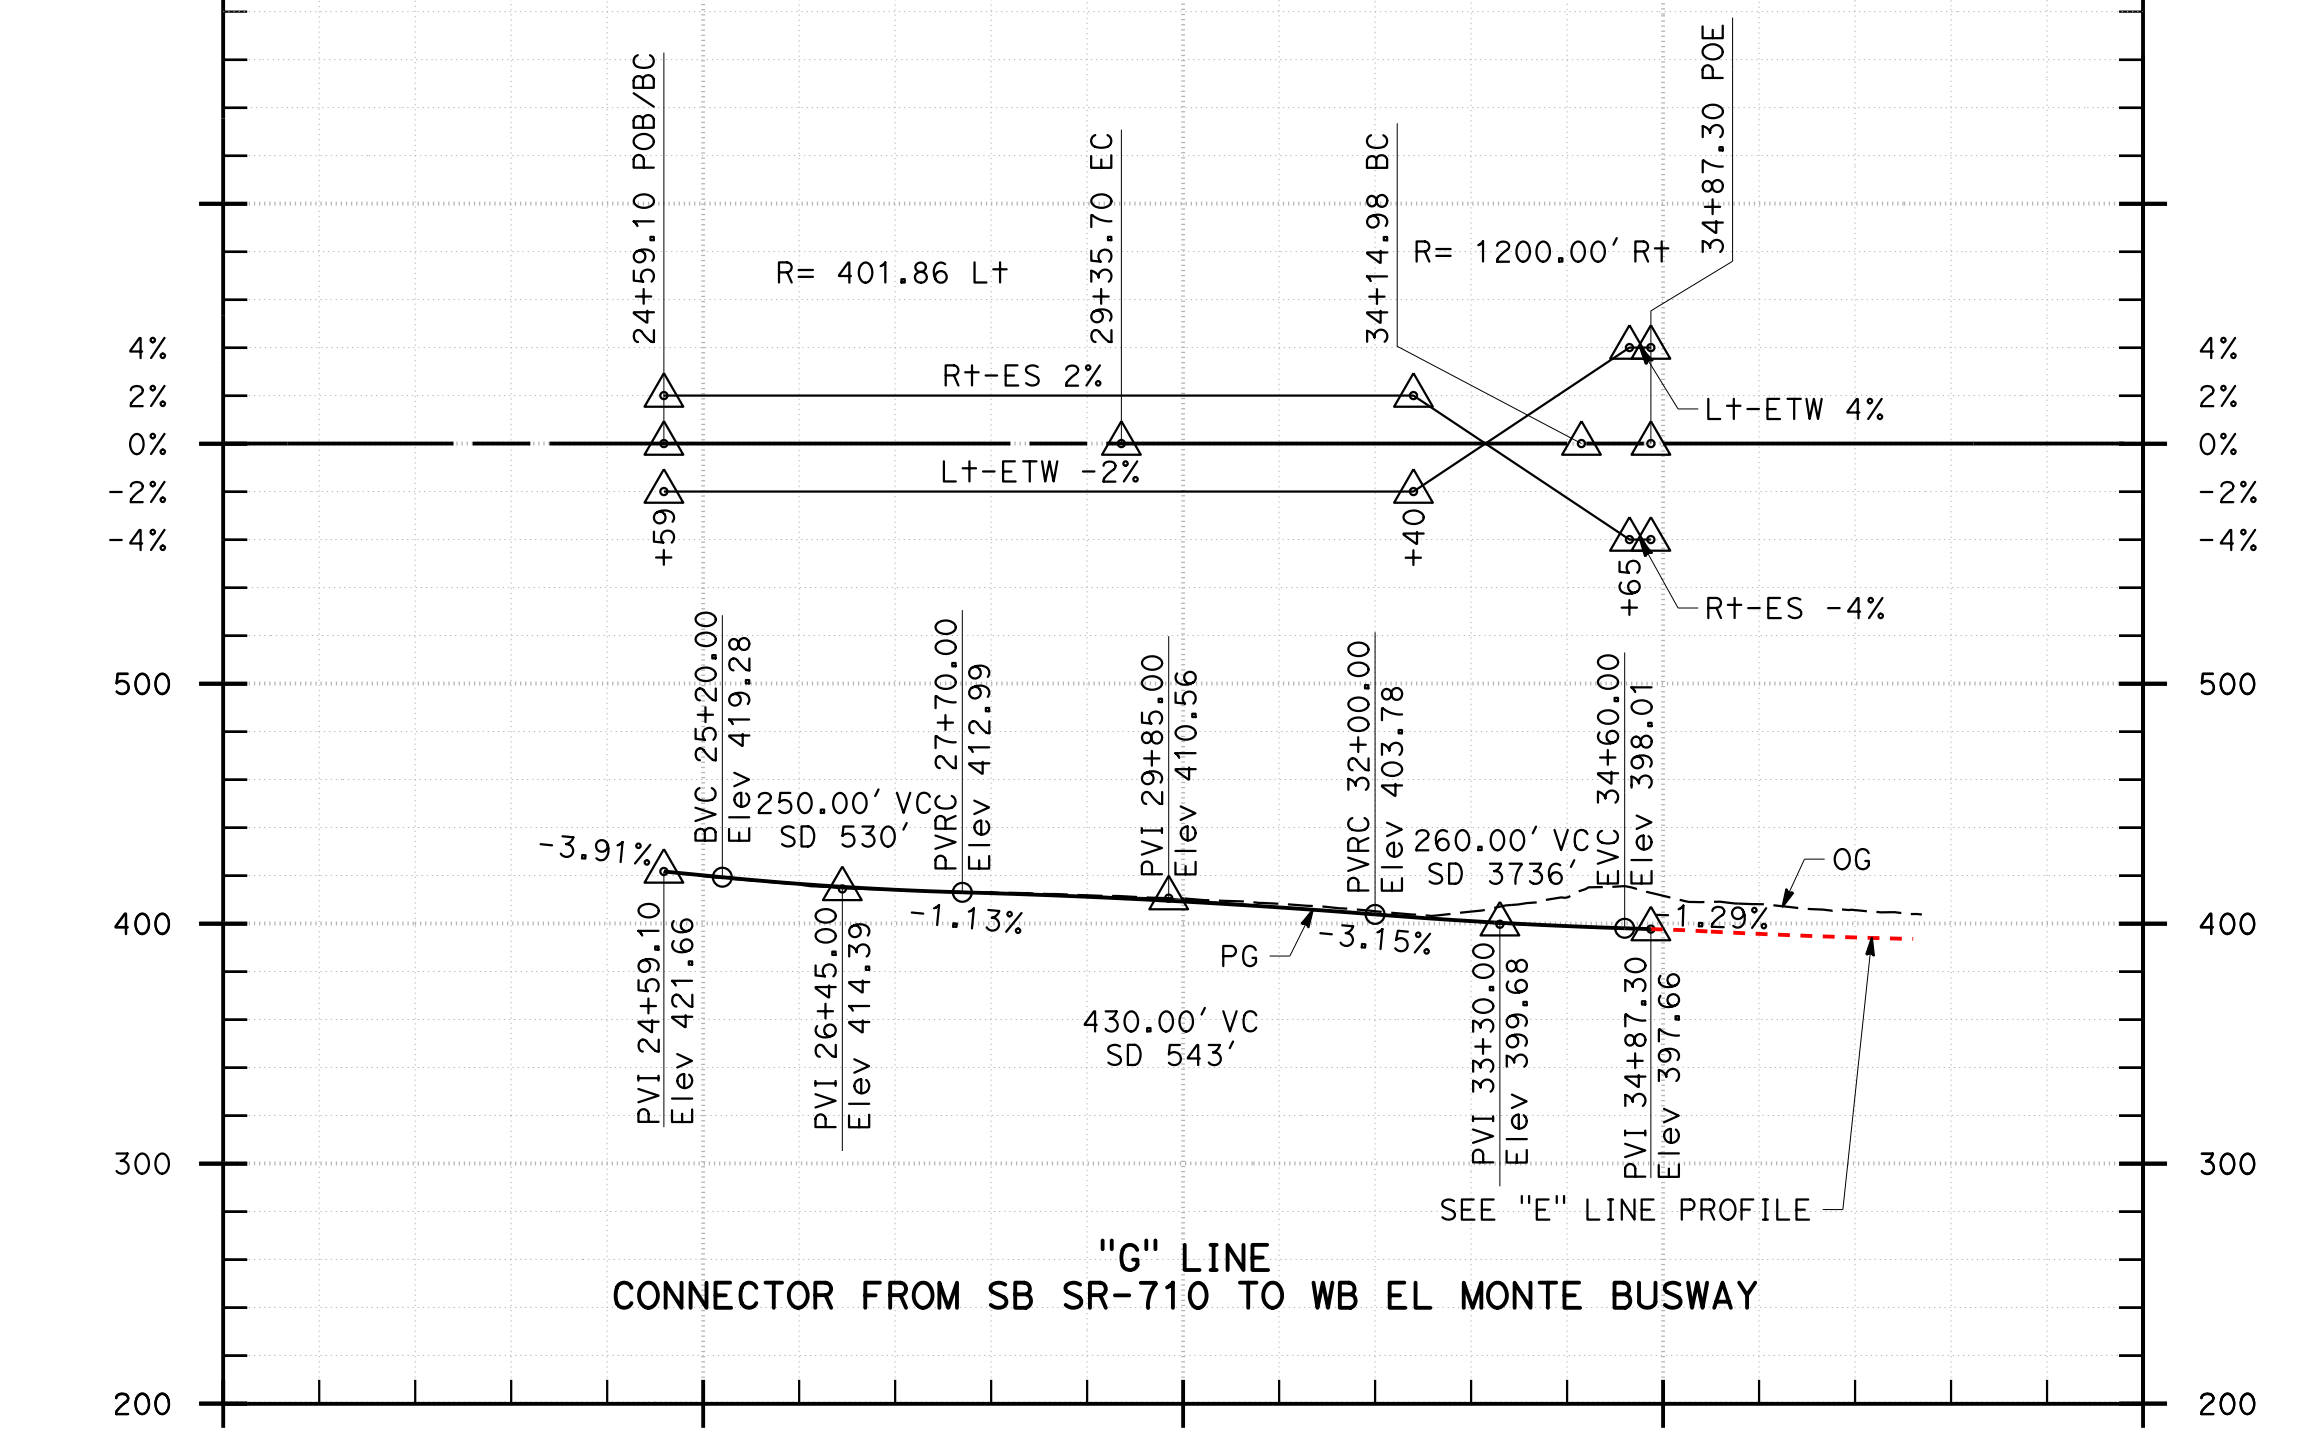 24+59.10 POB/BC
29+35.70 EC
34+14.98 BC
34+87.30 POE
R= 401.86 Lt
R= 1200.00' Rt
4%
2%
0%
-2%
-4%
4%
2%
0%
-2%
-4%
Rt-ES 2%
Lt-ETW -2%
Lt-ETW 4%
Rt-ES -4%
+59
+40
+65
500
400
300
200
500
400
300
200
BVC 25+20.00
Elev 419.28
250.00' VC
SD 530'
PVRC 27+70.00
Elev 412.99
PVI 29+85.00
Elev 410.56
PVRC 32+00.00
Elev 403.78
260.00' VC
SD 3736'
EVC 34+60.00
Elev 398.01
OG
-3.91%
-1.13%
-3.15%
-1.29%
PG
PVI 24+59.10
Elev 421.66
PVI 26+45.00
Elev 414.39
430.00' VC
SD 543'
PVI 33+30.00
Elev 399.68
PVI 34+87.30
Elev 397.66
SEE "E" LINE PROFILE
"G" LINE
CONNECTOR FROM SB SR-710 TO WB EL MONTE BUSWAY